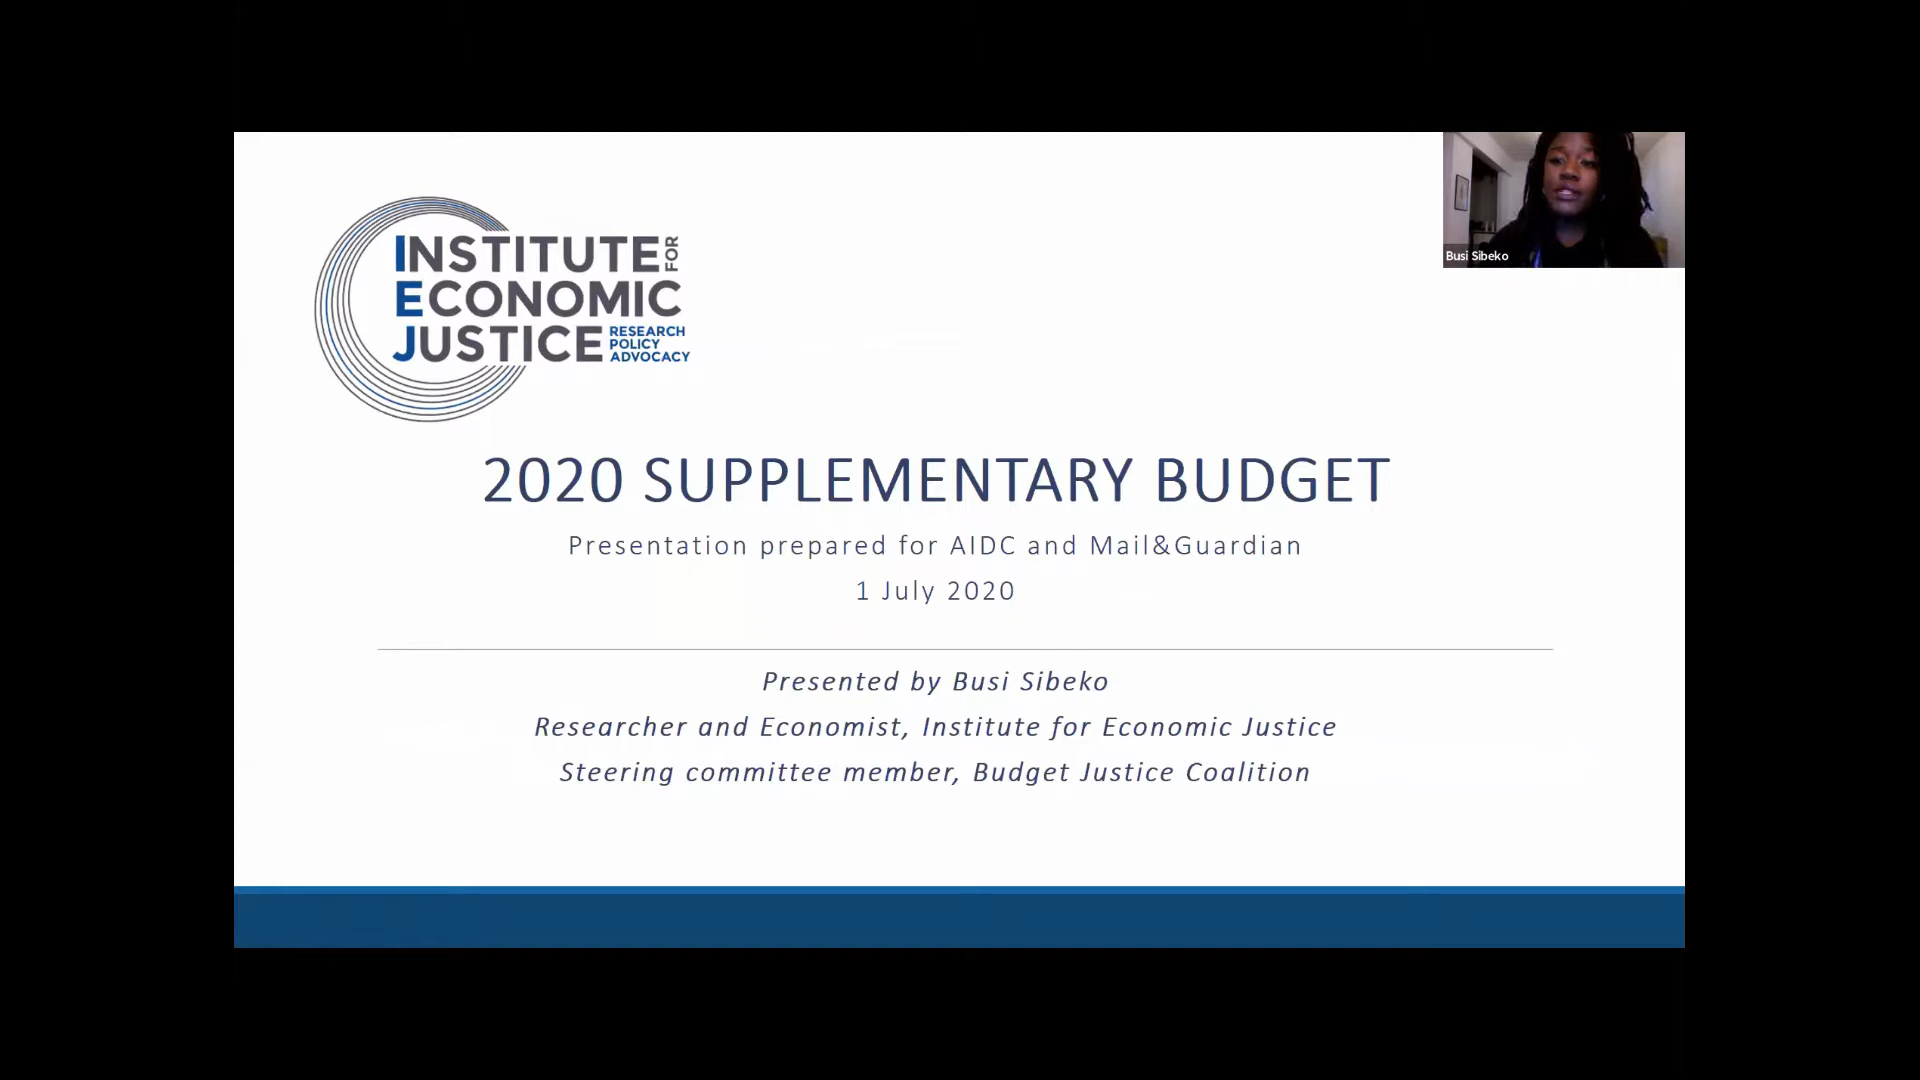 INSTITUTE FOR
ECONOMIC
JUSTICE
RESEARCH
POLICY
ADVOCACY
Busi Sibeko
2020 SUPPLEMENTARY BUDGET
Presentation prepared for AIDC and Mail&Guardian
1 July 2020
Presented by Busi Sibeko
Researcher and Economist, Institute for Economic Justice
Steering committee member, Budget Justice Coalition